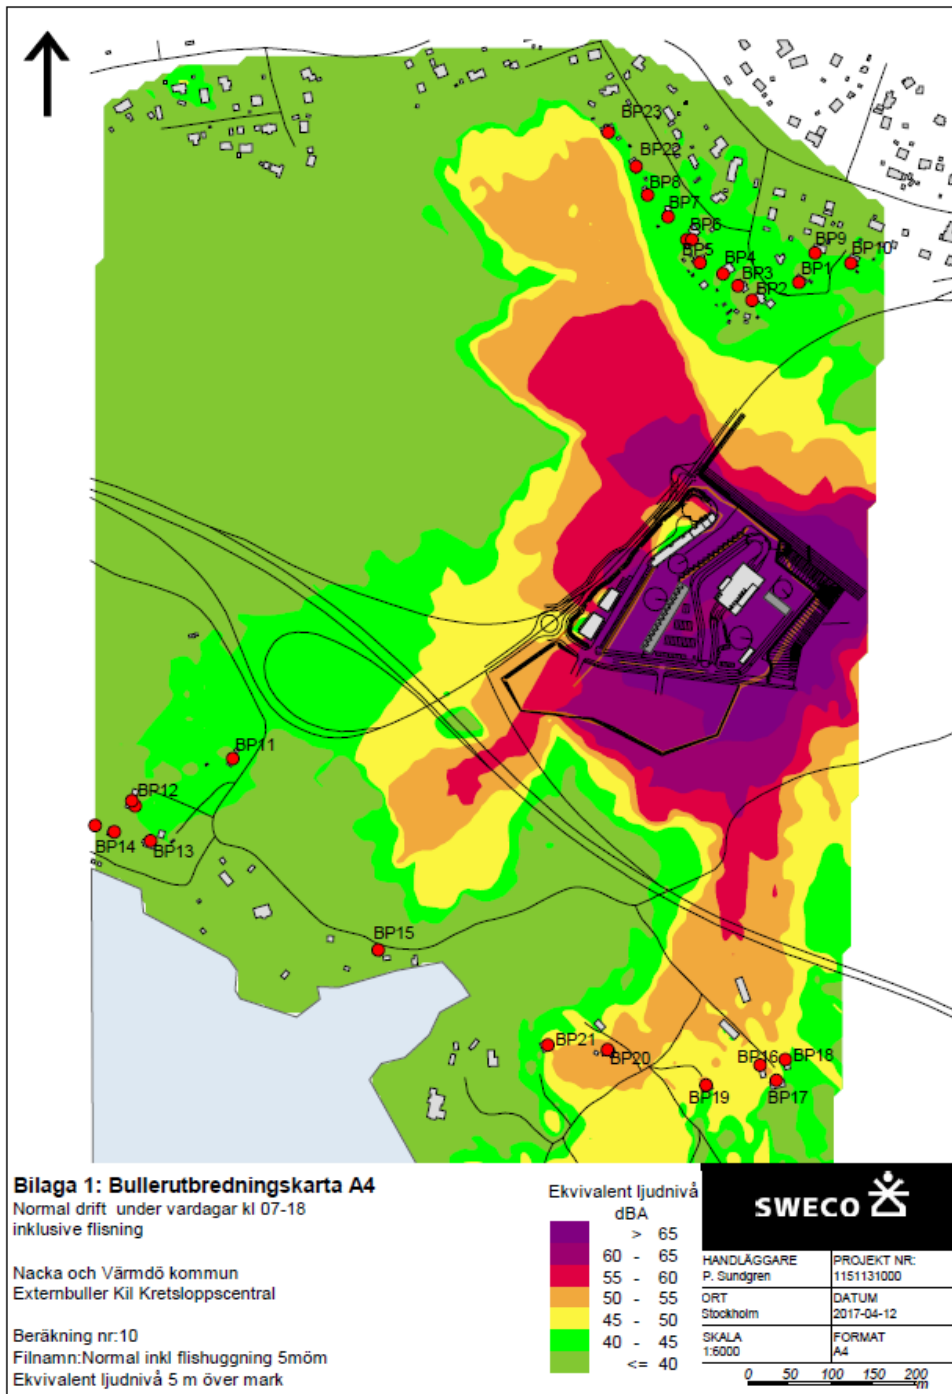 BP23
BP22
BP8
BP7
BP6
BP5
BP4
BP3
BP2
BP1
BP9
BP10
BP11
BP12
BP14
BP13
BP15
BP21
BP20
BP16
BP18
BP19
BP17
Bilaga 1: Bullerutbredningskarta A4
Normal drift under vardagar kl 07-18
inklusive flisning
Nacka och Värmdö kommun
Externbuller Kil Kretsloppscentral
Beräkning nr:10
Filnamn:Normal inkl flishuggning 5möm
Ekvivalent ljudnivå 5 m över mark
Ekvivalent ljudnivå
dBA
> 65
60 - 65
55 - 60
50 - 55
45 - 50
40 - 45
<= 40
SWECO
HANDLÄGGARE
P. Sundgren
PROJEKT NR:
1151131000
ORT
Stockholm
DATUM
2017-04-12
SKALA
1:6000
FORMAT
A4
0 50 100 150 200
m